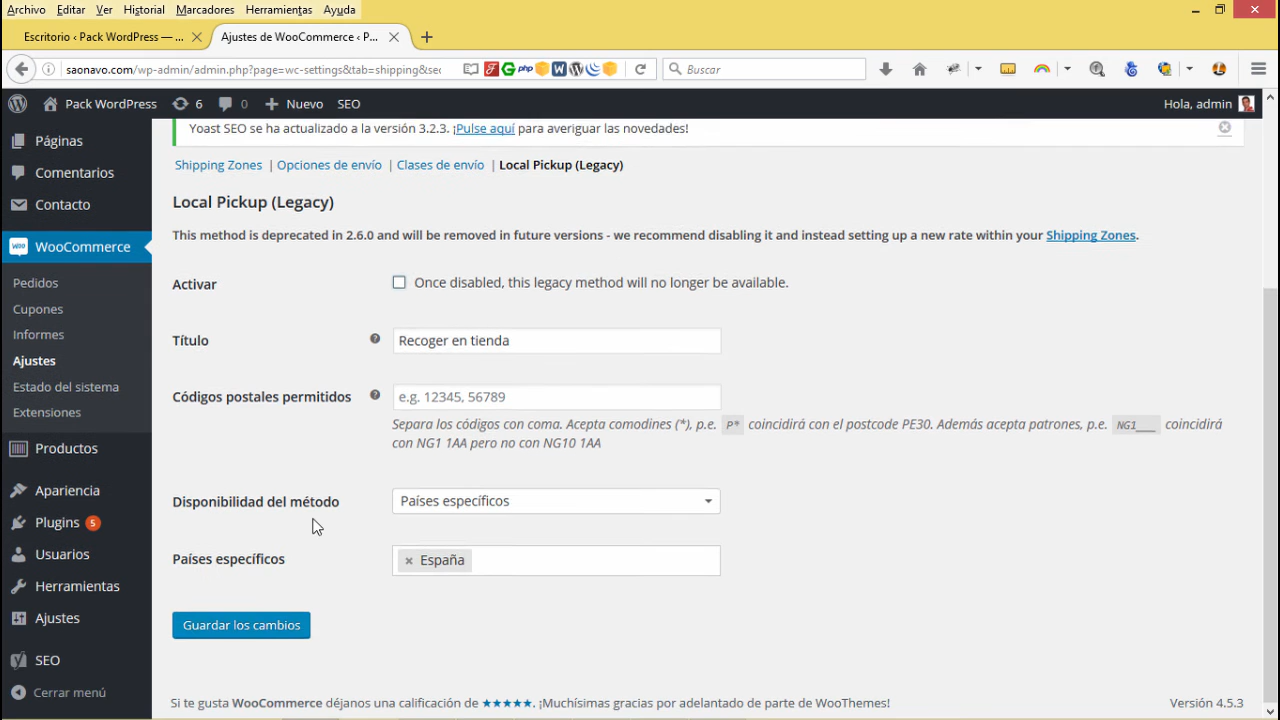 Archivo Editar Ver Historial Marcadores Herramientas Ayuda
Escritorio ‹ Pack WordPress — ... Ajustes de WooCommerce ‹ P...
saonavo.com/wp-admin/admin.php?page=wc-settings&tab=shipping&sec php Buscar
Pack WordPress 6 0 Nuevo SEO Hola, admin
Yoast SEO se ha actualizado a la versión 3.2.3. ¡Pulse aquí para averiguar las novedades!
Páginas
Shipping Zones | Opciones de envío | Clases de envío | Local Pickup (Legacy)
Comentarios
Contacto
Local Pickup (Legacy)
This method is deprecated in 2.6.0 and will be removed in future versions - we recommend disabling it and instead setting up a new rate within your Shipping Zones.
WooCommerce
Pedidos
Cupones
Informes
Ajustes
Estado del sistema
Extensiones
Productos
Apariencia
Plugins 5
Usuarios
Herramientas
Ajustes
SEO
Cerrar menú
Activar Once disabled, this legacy method will no longer be available.
Título Recoger en tienda
Códigos postales permitidos e.g. 12345, 56789
Separa los códigos con coma. Acepta comodines (*), p.e. P* coincidirá con el postcode PE30. Además acepta patrones, p.e. NG1___ coincidirá
con NG1 1AA pero no con NG10 1AA
Disponibilidad del método Países específicos
Países específicos × España
Guardar los cambios
Si te gusta WooCommerce déjanos una calificación de ★★★★★. ¡Muchísimas gracias por adelantado de parte de WooThemes! Versión 4.5.3